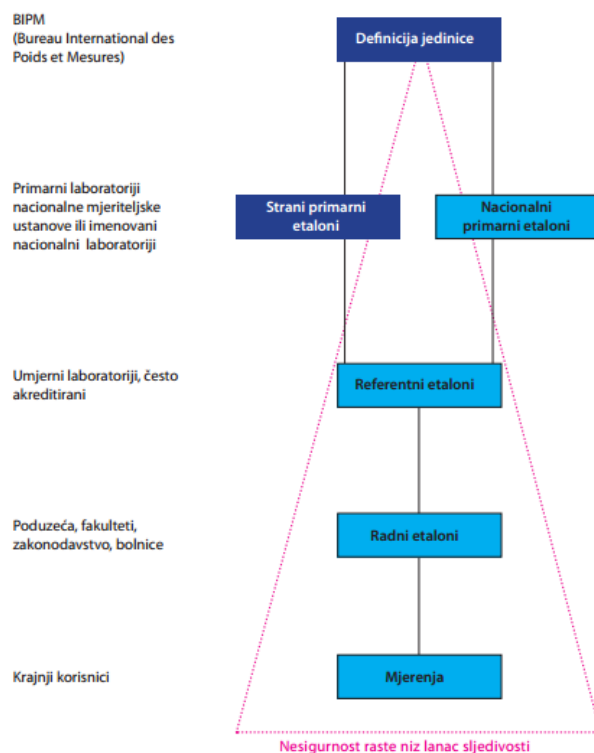 BIPM
(Bureau International des
Poids et Mesures)
Definicija jedinice
Primarni laboratoriji
nacionalne mjeriteljske
ustanove ili imenovani
nacionalni laboratoriji
Strani primarni
etaloni
Nacionalni
primarni etaloni
Umjerni laboratoriji, često
akreditirani
Referentni etaloni
Poduzeća, fakulteti,
zakonodavstvo, bolnice
Radni etaloni
Krajnji korisnici
Mjerenja
Nesigurnost raste niz lanac sljedivosti